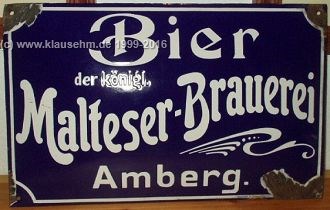 Bier
(c) www.klausehm.de 1999-2016
der königl.,
Malteser-Brauerei
Amberg.